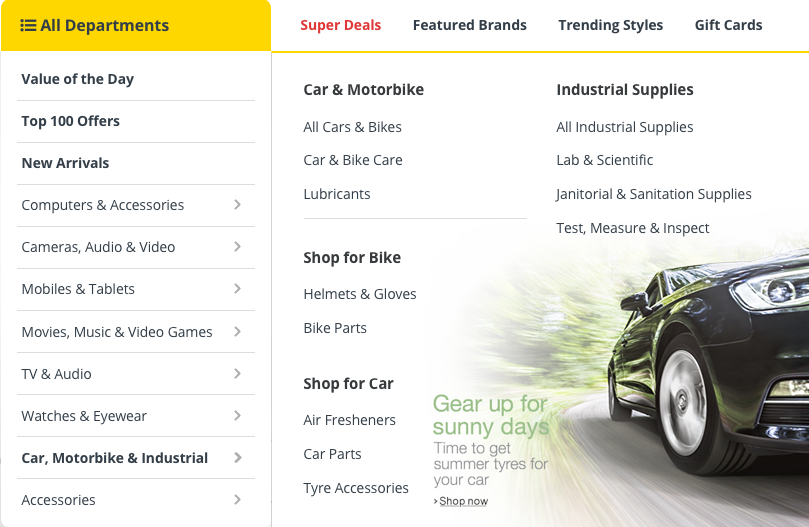 All Departments
Super Deals
Featured Brands
Trending Styles
Gift Cards
Value of the Day
Top 100 Offers
New Arrivals
Computers & Accessories
Cameras, Audio & Video
Mobiles & Tablets
Movies, Music & Video Games
TV & Audio
Watches & Eyewear
Car, Motorbike & Industrial
Accessories
Car & Motorbike
All Cars & Bikes
Car & Bike Care
Lubricants
Shop for Bike
Helmets & Gloves
Bike Parts
Shop for Car
Air Fresheners
Car Parts
Tyre Accessories
Industrial Supplies
All Industrial Supplies
Lab & Scientific
Janitorial & Sanitation Supplies
Test, Measure & Inspect
Gear up for
sunny days
Time to get
summer tyres for
your car
› Shop now